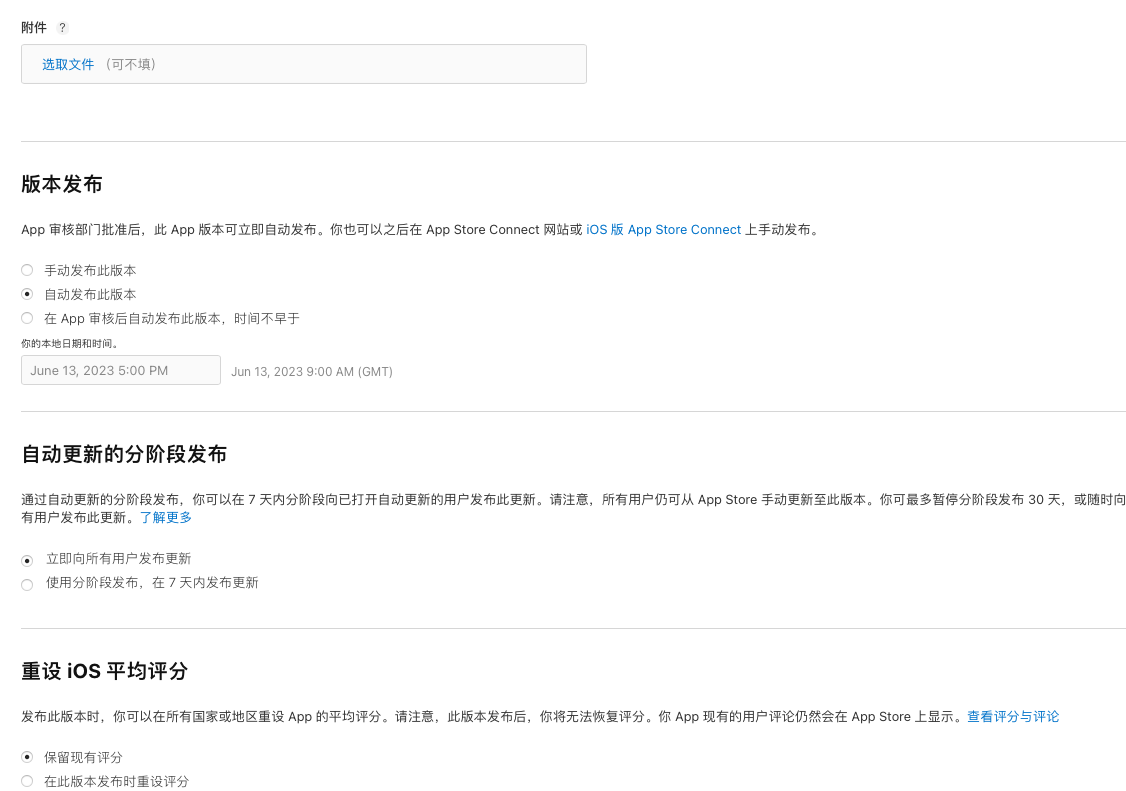 附件 ?
选取文件 （可不填）
版本发布
App 审核部门批准后，此 App 版本可立即自动发布。你也可以之后在 App Store Connect 网站或 iOS 版 App Store Connect 上手动发布。
手动发布此版本
自动发布此版本
在 App 审核后自动发布此版本，时间不早于
你的本地日期和时间。
June 13, 2023 5:00 PM Jun 13, 2023 9:00 AM (GMT)
自动更新的分阶段发布
通过自动更新的分阶段发布，你可以在 7 天内分阶段向已打开自动更新的用户发布此更新。请注意，所有用户仍可从 App Store 手动更新至此版本。你可最多暂停分阶段发布 30 天，或随时向
有用户发布此更新。了解更多
立即向所有用户发布更新
使用分阶段发布，在 7 天内发布更新
重设 iOS 平均评分
发布此版本时，你可以在所有国家或地区重设 App 的平均评分。请注意，此版本发布后，你将无法恢复评分。你 App 现有的用户评论仍然会在 App Store 上显示。查看评分与评论
保留现有评分
在此版本发布时重设评分